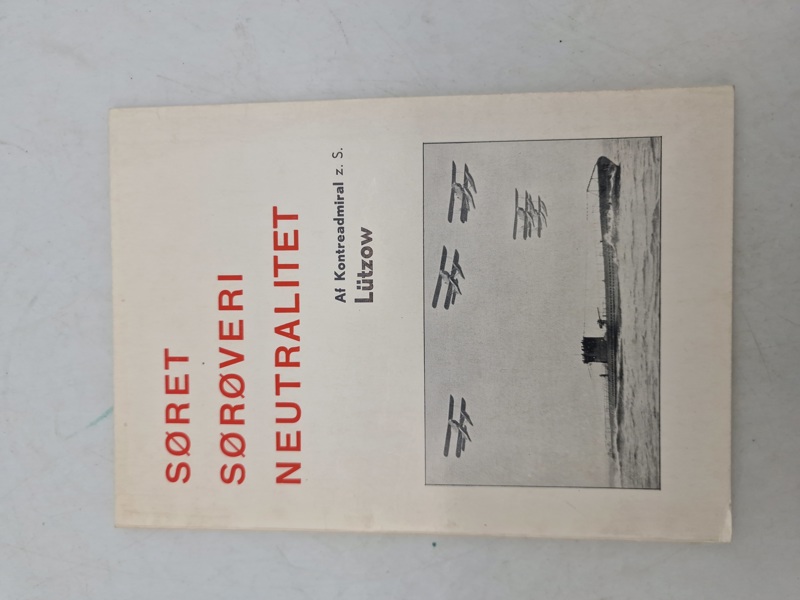 SØRET
SØRØVERI
NEUTRALITET
Af Kontreadmiral z. S.
Lützow